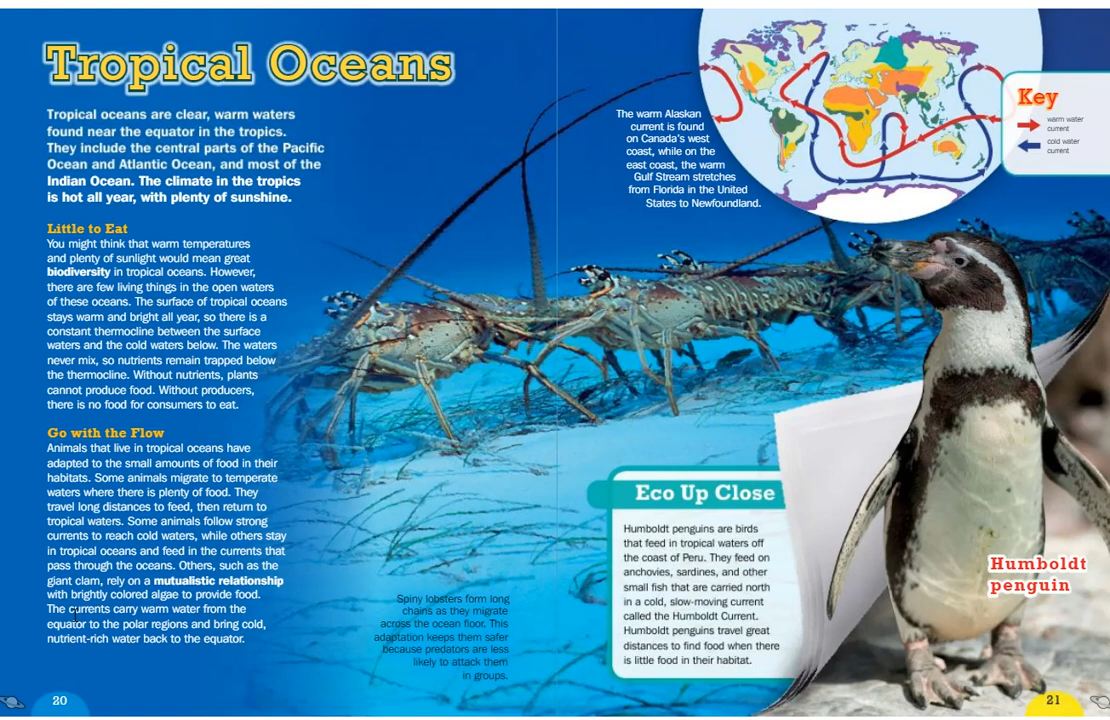 Tropical Oceans
Tropical oceans are clear, warm waters
found near the equator in the tropics.
They include the central parts of the Pacific
Ocean and Atlantic Ocean, and most of the
Indian Ocean. The climate in the tropics
is hot all year, with plenty of sunshine.
Little to Eat
You might think that warm temperatures
and plenty of sunlight would mean great
biodiversity in tropical oceans. However,
there are few living things in the open waters
of these oceans. The surface of tropical oceans
stays warm and bright all year, so there is a
constant thermocline between the surface
waters and the cold waters below. The waters
never mix, so nutrients remain trapped below
the thermocline. Without nutrients, plants
cannot produce food. Without producers,
there is no food for consumers to eat.
Go with the Flow
Animals that live in tropical oceans have
adapted to the small amounts of food in their
habitats. Some animals migrate to temperate
waters where there is plenty of food. They
travel long distances to feed, then return to
tropical waters. Some animals follow strong
currents to reach cold waters, while others stay
in tropical oceans and feed in the currents that
pass through the oceans. Others, such as the
giant clam, rely on a mutualistic relationship
with brightly colored algae to provide food.
The currents carry warm water from the
equator to the polar regions and bring cold,
nutrient-rich water back to the equator.
20
Spiny lobsters form long
chains as they migrate
across the ocean floor. This
adaptation keeps them safer
because predators are less
likely to attack them
in groups.
The warm Alaskan
current is found
on Canada's west
coast, while on the
east coast, the warm
Gulf Stream stretches
from Florida in the United
States to Newfoundland.
Key
warm water
current
cold water
current
Eco Up Close
Humboldt penguins are birds
that feed in tropical waters off
the coast of Peru. They feed on
anchovies, sardines, and other
small fish that are carried north
in a cold, slow-moving current
called the Humboldt Current.
Humboldt penguins travel great
distances to find food when there
is little food in their habitat.
Humboldt
penguin
21